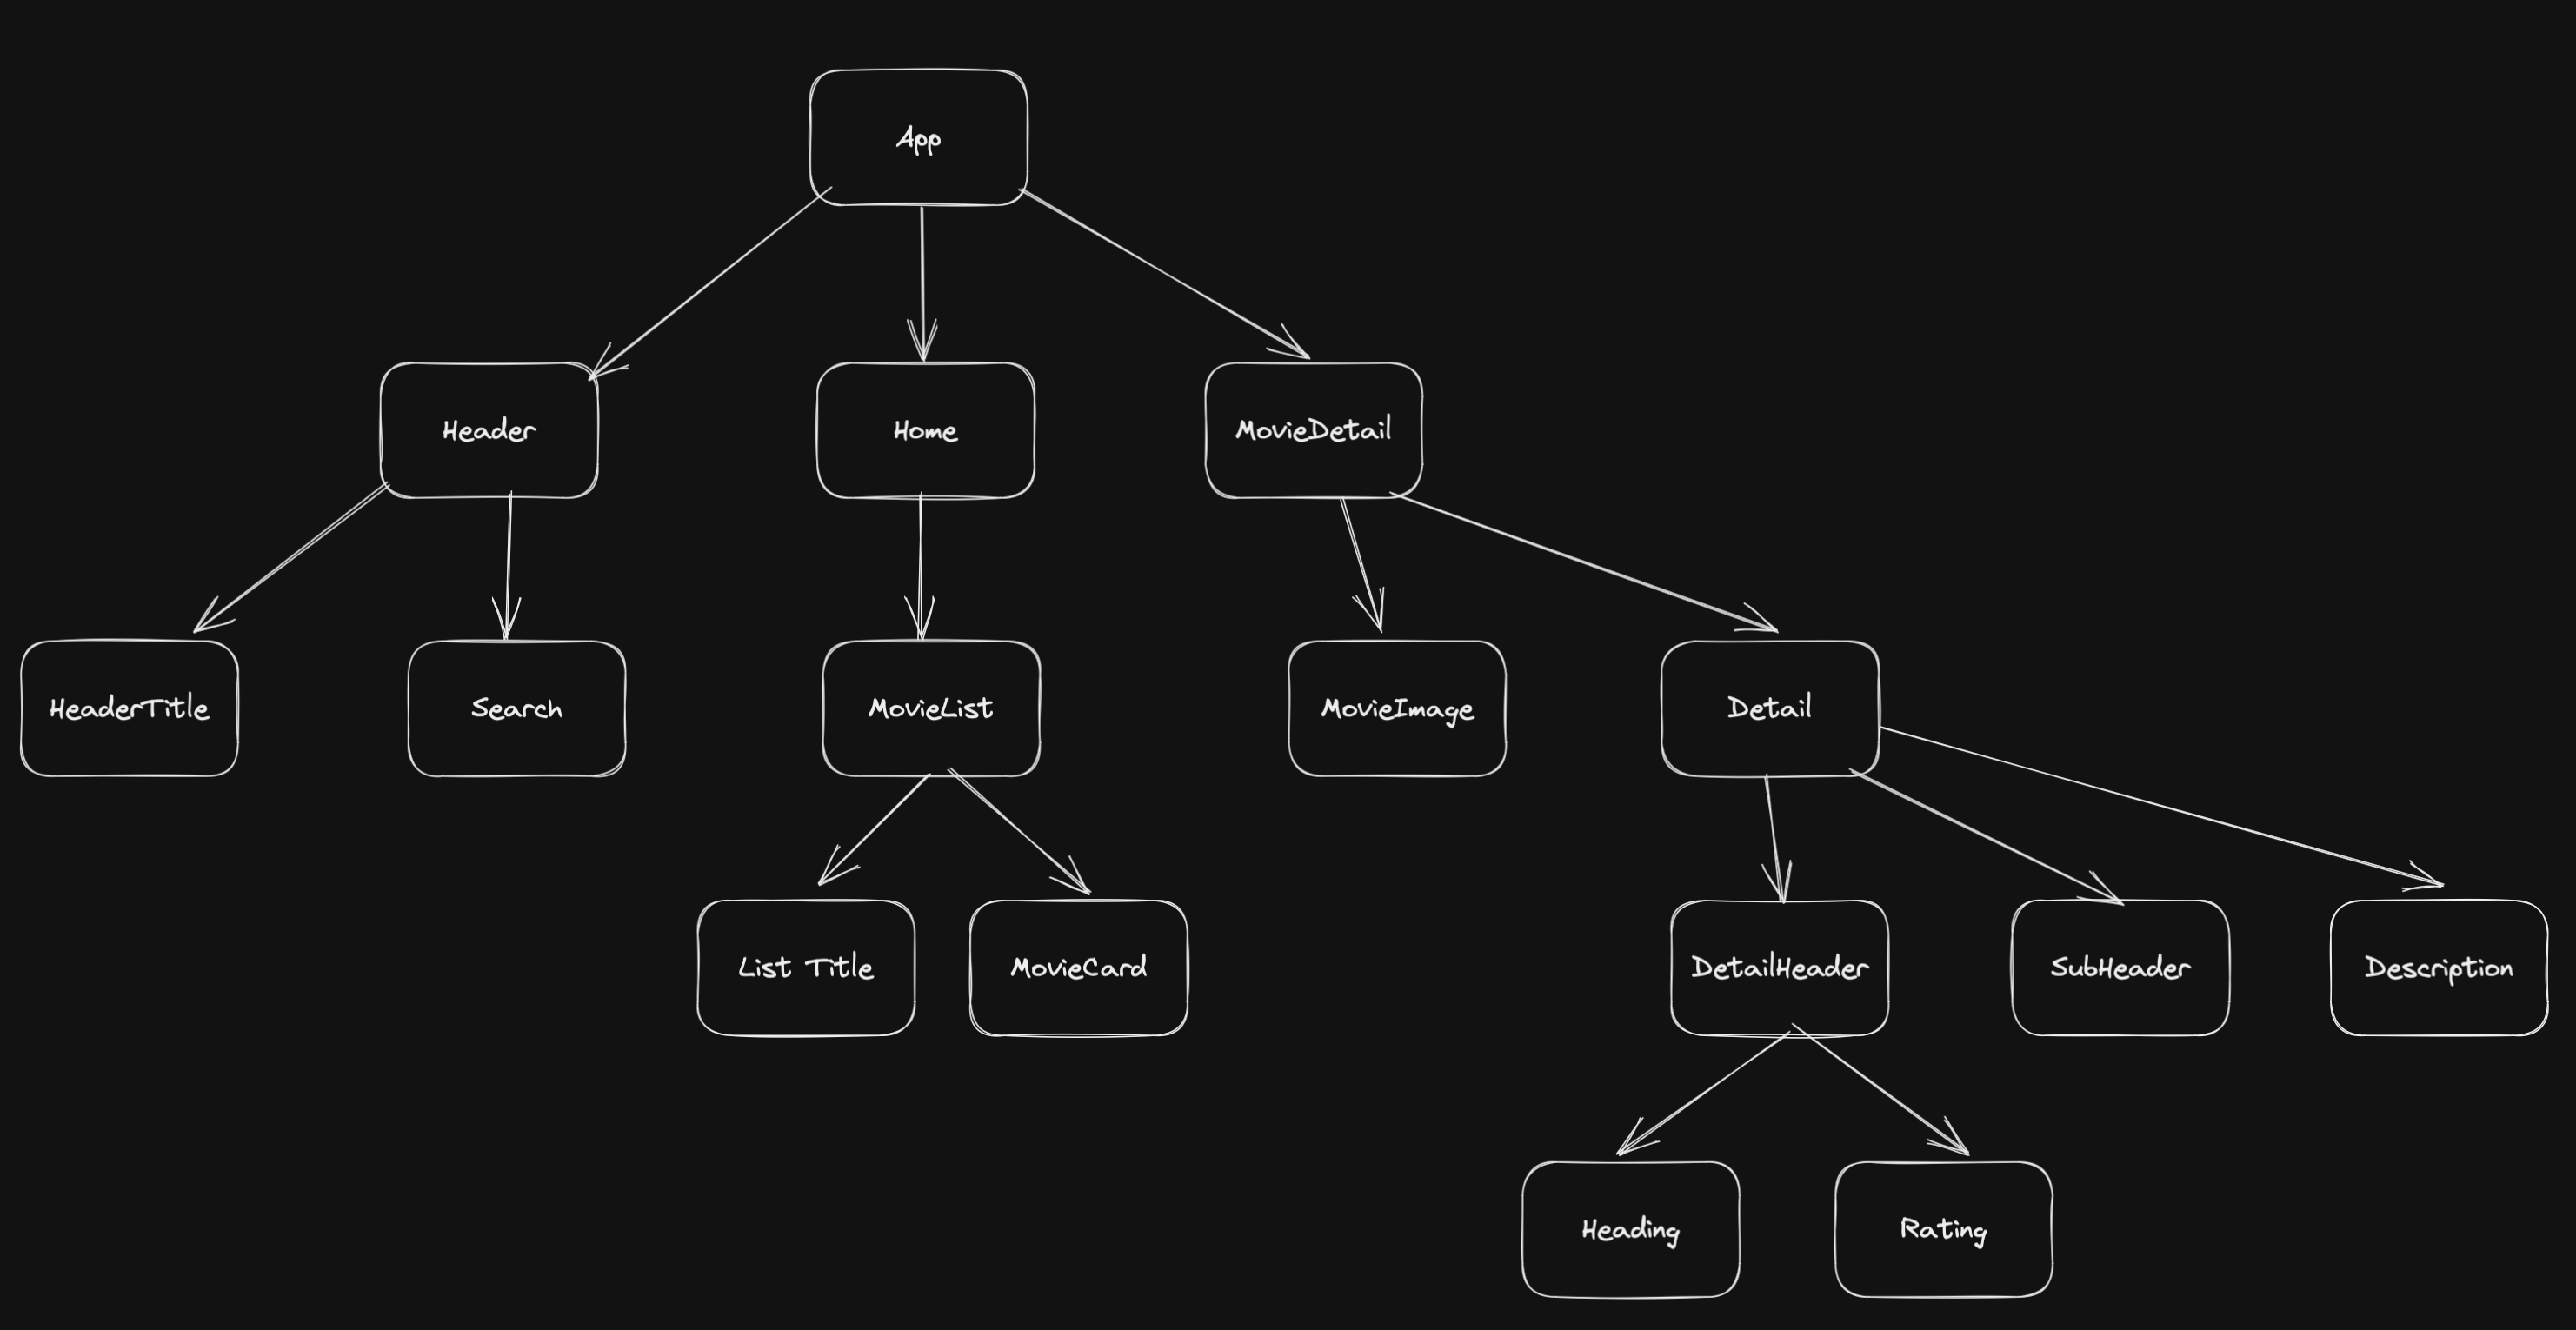 App
Header
Home
MovieDetail
HeaderTitle
Search
MovieList
MovieImage
Detail
List Title
MovieCard
DetailHeader
SubHeader
Description
Heading
Rating